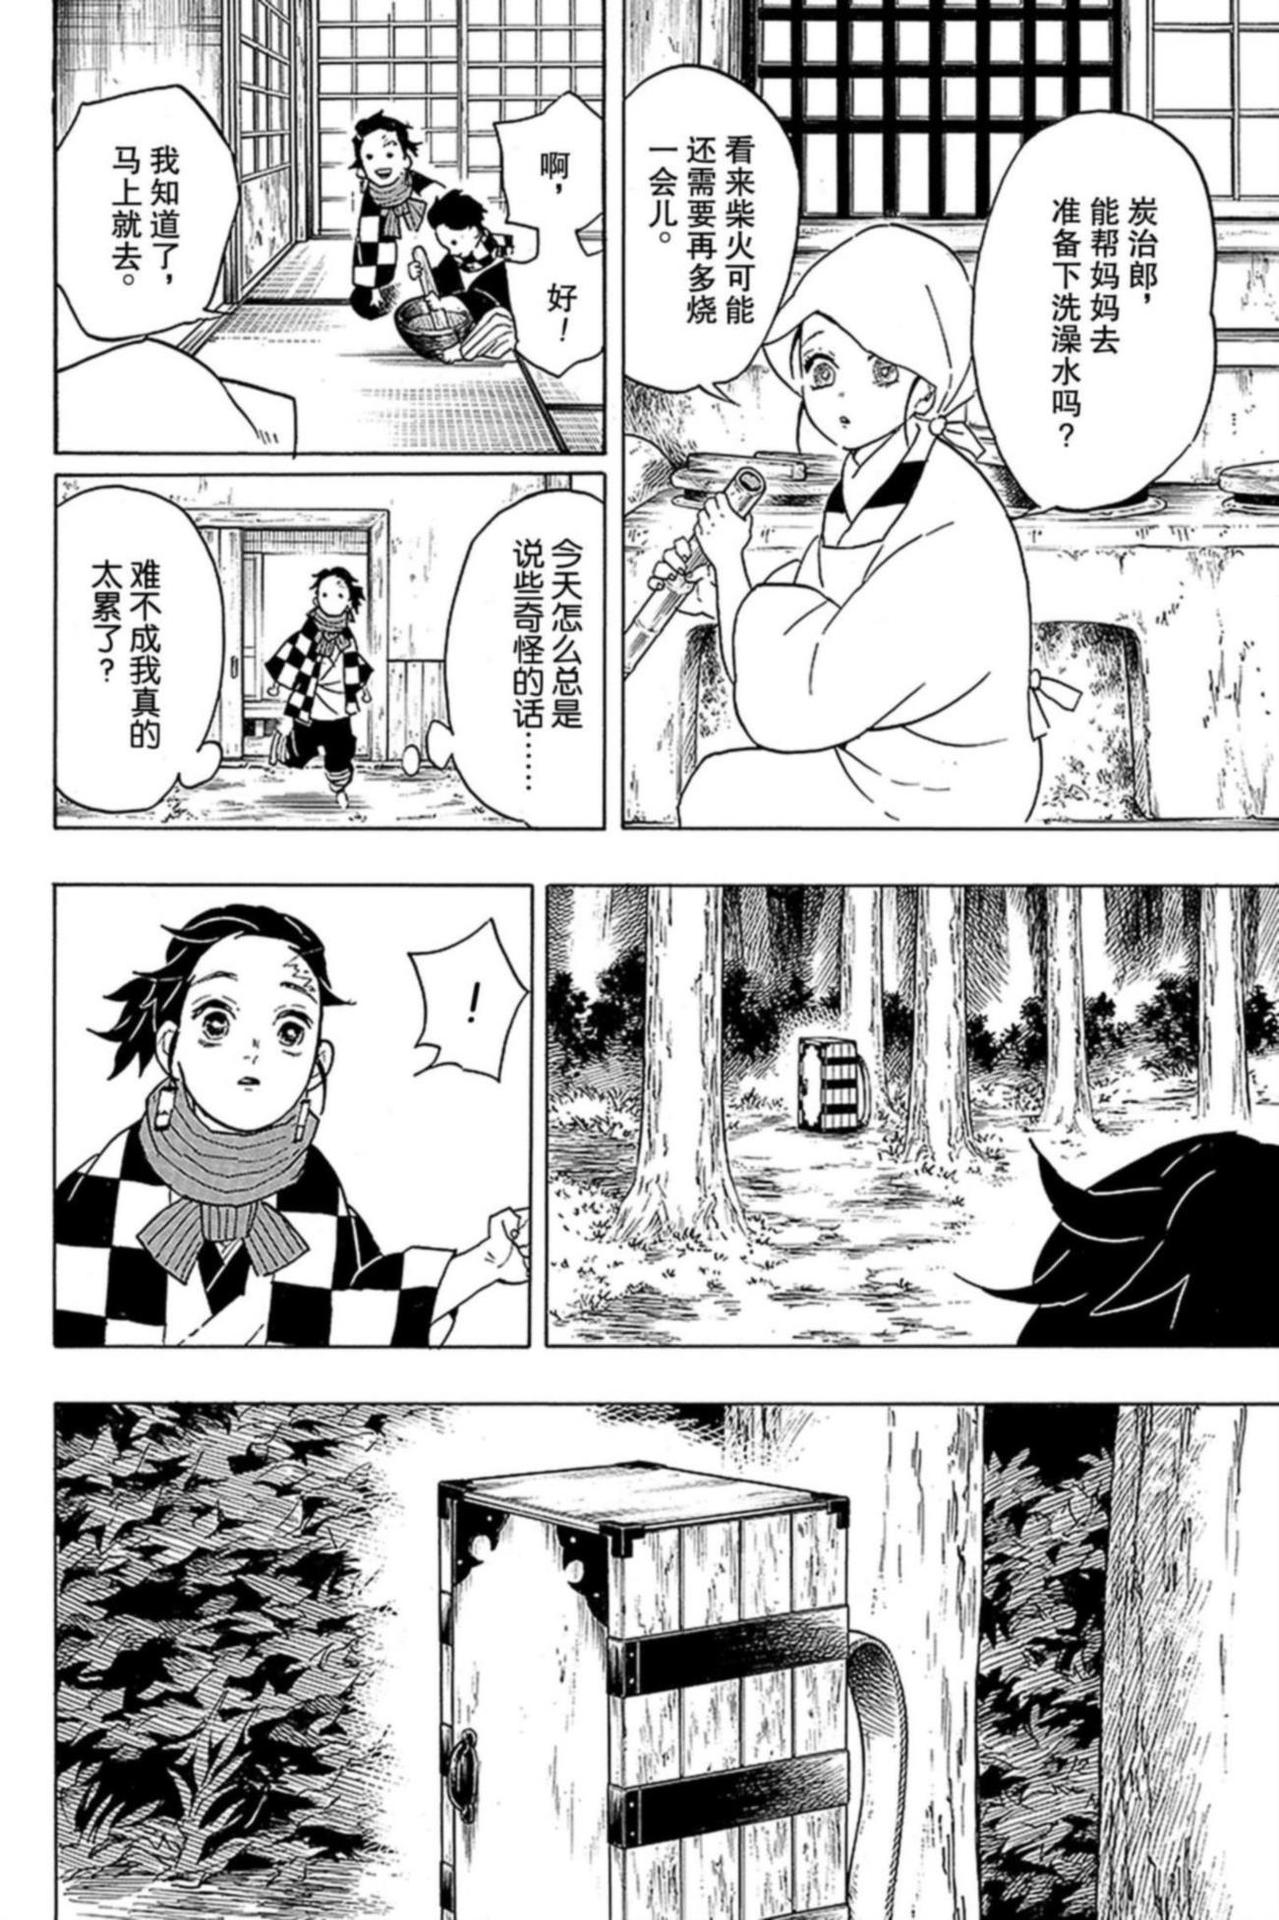 炭治郎，
能帮妈妈去
准备下洗澡水吗？
看来柴火可能
还需要再多烧
一会儿。
啊，
好！
我知道了，
马上就去。
今天怎么总是
说些奇怪的话……
难不成我真的
太累了？
！